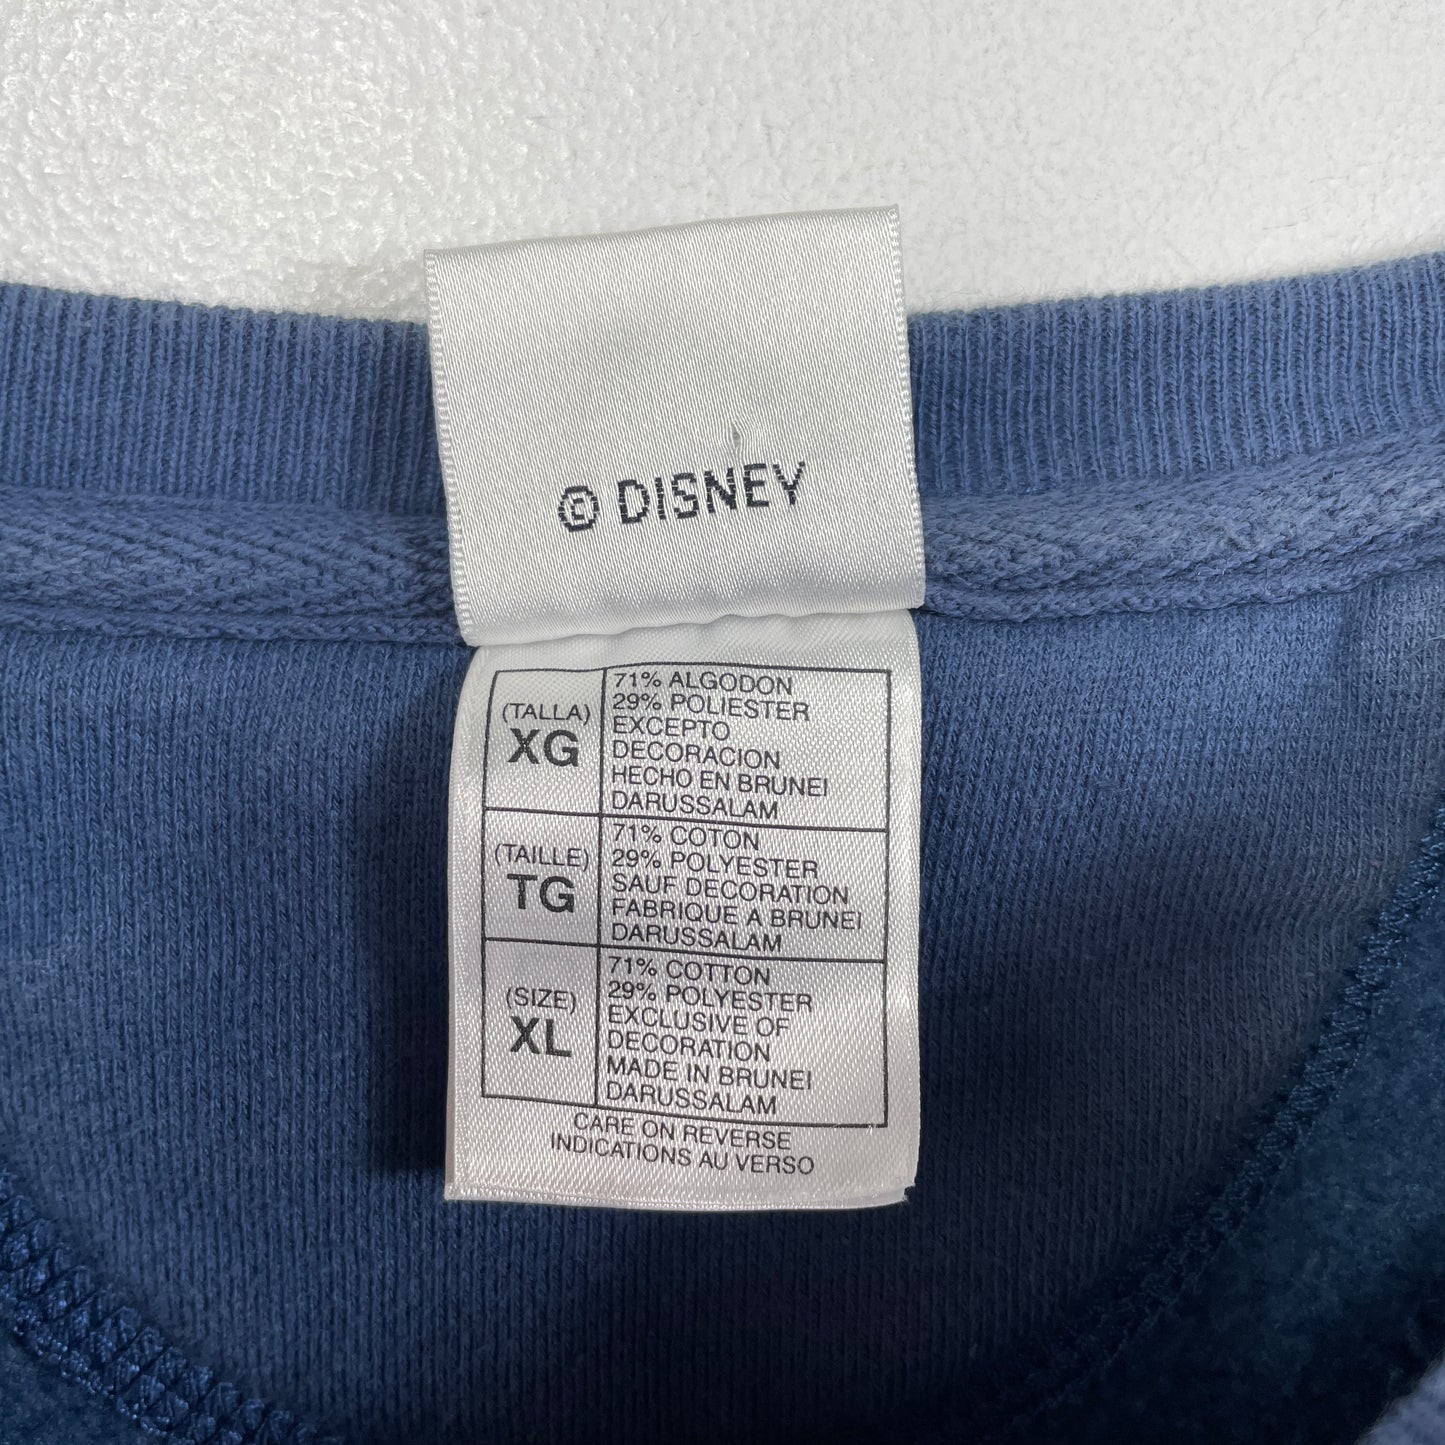 © DISNEY
(TALLA)
XG
71% ALGODON
29% POLIESTER
EXCEPTO
DECORACION
HECHO EN BRUNEI
DARUSSALAM
(TAILLE)
TG
71% COTON
29% POLYESTER
SAUF DECORATION
FABRIQUE A BRUNEI
DARUSSALAM
(SIZE)
XL
71% COTTON
29% POLYESTER
EXCLUSIVE OF
DECORATION
MADE IN BRUNEI
DARUSSALAM
CARE ON REVERSE
INDICATIONS AU VERSO